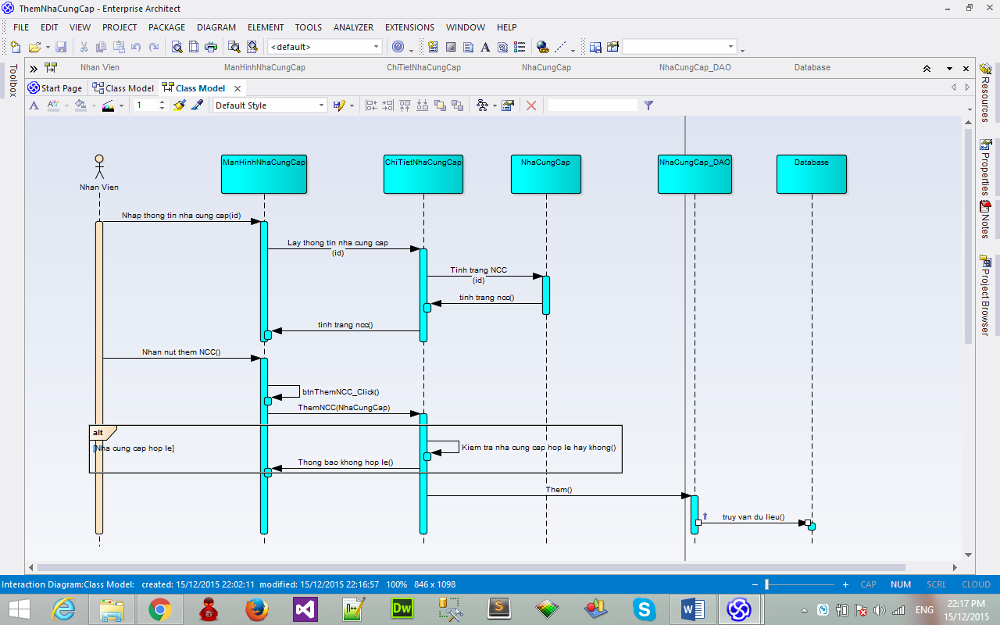 ThemNhaCungCap - Enterprise Architect
FILE EDIT VIEW PROJECT PACKAGE DIAGRAM ELEMENT TOOLS ANALYZER EXTENSIONS WINDOW HELP
<default>
Toolbox
Nhan Vien ManHinhNhaCungCap ChiTietNhaCungCap NhaCungCap NhaCungCap_DAO Database
Start Page Class Model Class Model
1 Default Style
Resources
Properties
Notes
Project Browser
ManHinhNhaCungCap ChiTietNhaCungCap NhaCungCap NhaCungCap_DAO Database
Nhan Vien
Nhap thong tin nha cung cap(id)
Lay thong tin nha cung cap
(id)
Tinh trang NCC
(id)
tinh trang ncc()
tinh trang ncc()
Nhan nut them NCC()
btnThemNCC_Click()
ThemNCC(NhaCungCap)
alt
[Nha cung cap hop le]
Kiem tra nha cung cap hop le hay khong()
Thong bao khong hop le()
Them()
truy van du lieu()
Interaction Diagram:Class Model: created: 15/12/2015 22:02:11 modified: 15/12/2015 22:16:57 100% 846 x 1098
CAP NUM SCRL CLOUD
Dw
ENG
22:17 PM
15/12/2015